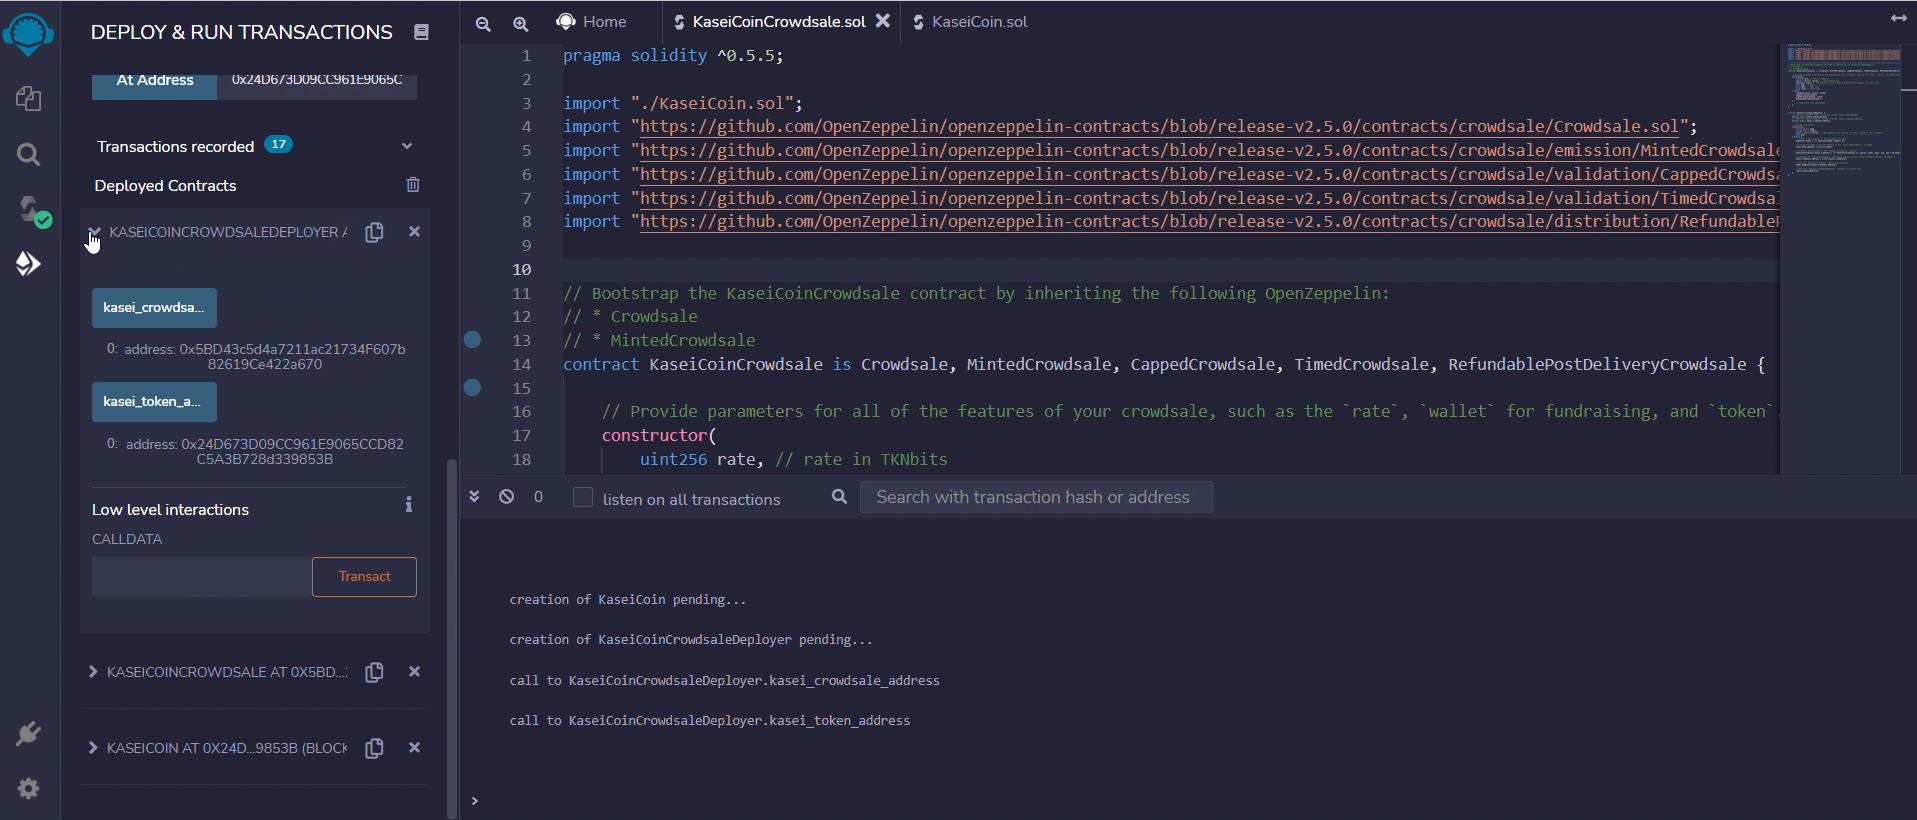 DEPLOY & RUN TRANSACTIONS
At Address
0x24D673D09CC961E9065C
Transactions recorded 17
Deployed Contracts
KASEICOINCROWDSALEDEPLOYER A
kasei_crowdsa...
0: address: 0x5BD43c5d4a7211ac21734F607b
82619Ce422a670
kasei_token_a...
0: address: 0x24D673D09CC961E9065CCD82
C5A3B728d339853B
Low level interactions
CALLDATA
Transact
KASEICOINCROWDSALE AT 0X5BD...
KASEICOIN AT 0X24D...9853B (BLOCK
Home
KaseiCoinCrowdsale.sol
KaseiCoin.sol
1 pragma solidity ^0.5.5;
2
3 import "./KaseiCoin.sol";
4 import "https://github.com/OpenZeppelin/openzeppelin-contracts/blob/release-v2.5.0/contracts/crowdsale/Crowdsale.sol";
5 import "https://github.com/OpenZeppelin/openzeppelin-contracts/blob/release-v2.5.0/contracts/crowdsale/emission/MintedCrowdsale
6 import "https://github.com/OpenZeppelin/openzeppelin-contracts/blob/release-v2.5.0/contracts/crowdsale/validation/CappedCrowdsa
7 import "https://github.com/OpenZeppelin/openzeppelin-contracts/blob/release-v2.5.0/contracts/crowdsale/validation/TimedCrowdsa
8 import "https://github.com/OpenZeppelin/openzeppelin-contracts/blob/release-v2.5.0/contracts/crowdsale/distribution/Refundable
9
10
11 // Bootstrap the KaseiCoinCrowdsale contract by inheriting the following OpenZeppelin:
12 // * Crowdsale
13 // * MintedCrowdsale
14 contract KaseiCoinCrowdsale is Crowdsale, MintedCrowdsale, CappedCrowdsale, TimedCrowdsale, RefundablePostDeliveryCrowdsale {
15
16 // Provide parameters for all of the features of your crowdsale, such as the `rate`, `wallet` for fundraising, and `token`
17 constructor(
18 uint256 rate, // rate in TKNbits
0
listen on all transactions
Search with transaction hash or address
creation of KaseiCoin pending...
creation of KaseiCoinCrowdsaleDeployer pending...
call to KaseiCoinCrowdsaleDeployer.kasei_crowdsale_address
call to KaseiCoinCrowdsaleDeployer.kasei_token_address
>